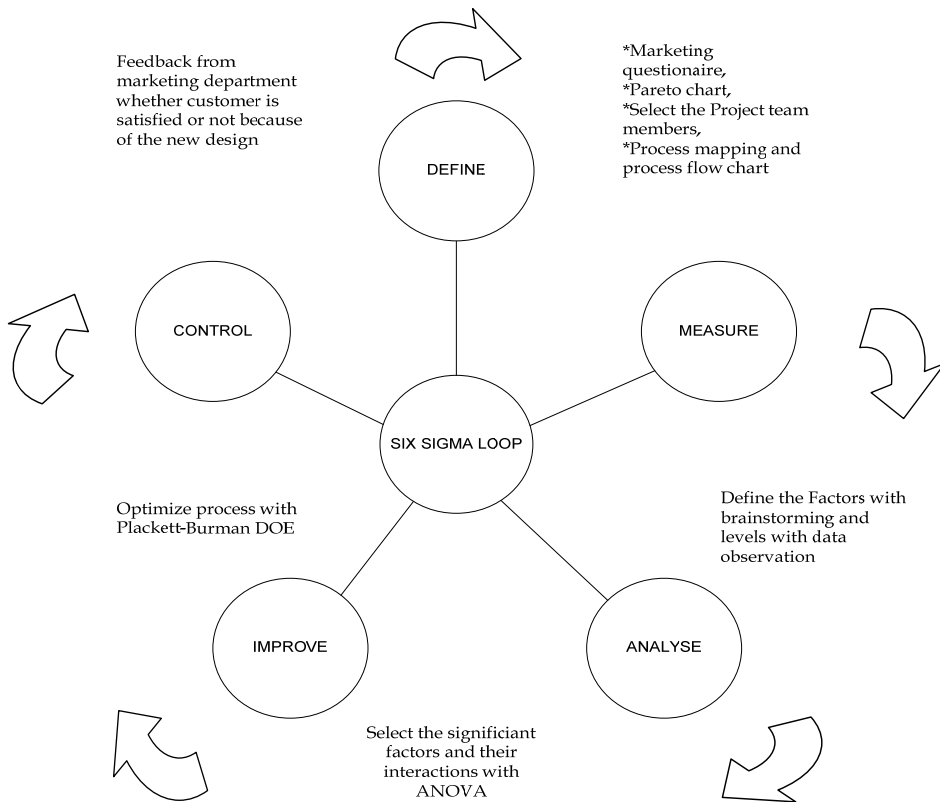 Feedback from
marketing department
whether customer is
satisfied or not because
of the new design
*Marketing
questionaire,
*Pareto chart,
*Select the Project team
members,
*Process mapping and
process flow chart
DEFINE
CONTROL
MEASURE
SIX SIGMA LOOP
Optimize process with
Plackett-Burman DOE
Define the Factors with
brainstorming and
levels with data
observation
IMPROVE
ANALYSE
Select the significiant
factors and their
interactions with
ANOVA